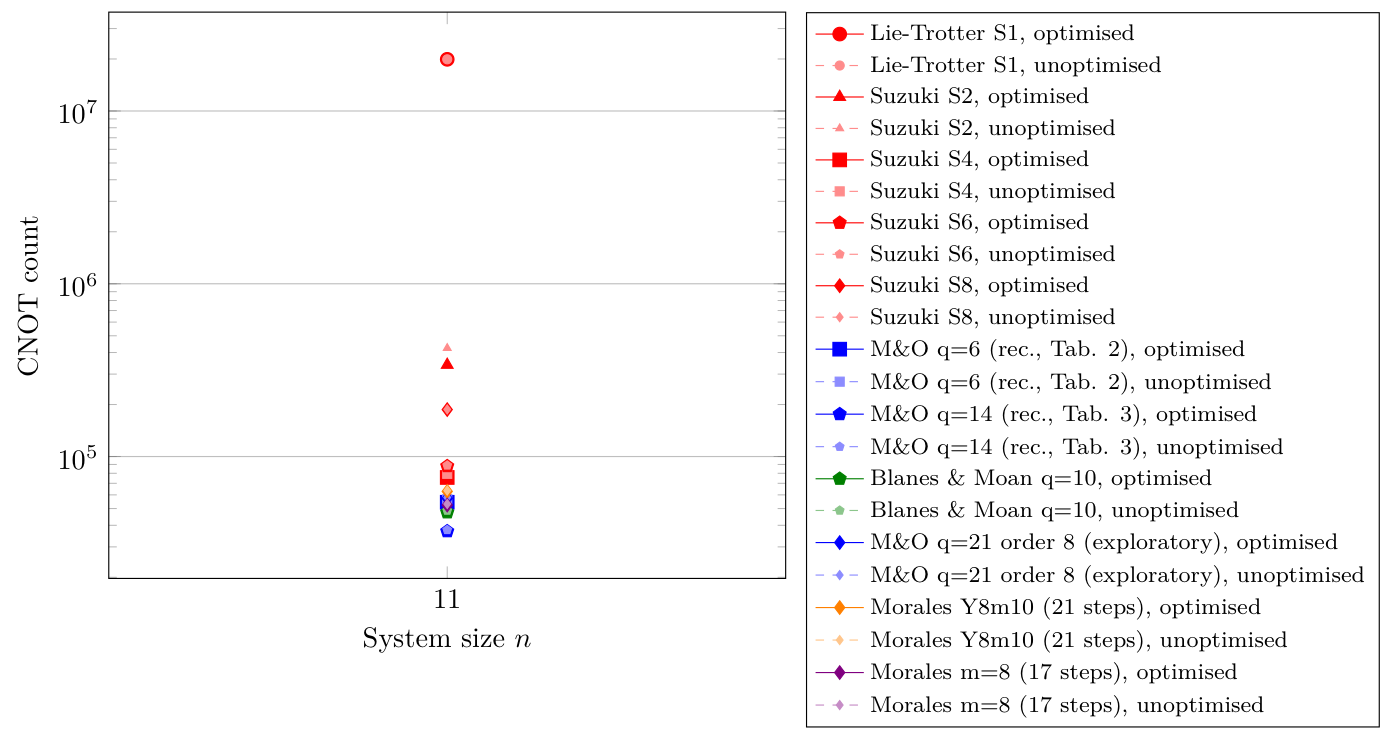 10^7
10^6
10^5
CNOT count
11
System size n
Lie-Trotter S1, optimised
Lie-Trotter S1, unoptimised
Suzuki S2, optimised
Suzuki S2, unoptimised
Suzuki S4, optimised
Suzuki S4, unoptimised
Suzuki S6, optimised
Suzuki S6, unoptimised
Suzuki S8, optimised
Suzuki S8, unoptimised
M&O q=6 (rec., Tab. 2), optimised
M&O q=6 (rec., Tab. 2), unoptimised
M&O q=14 (rec., Tab. 3), optimised
M&O q=14 (rec., Tab. 3), unoptimised
Blanes & Moan q=10, optimised
Blanes & Moan q=10, unoptimised
M&O q=21 order 8 (exploratory), optimised
M&O q=21 order 8 (exploratory), unoptimised
Morales Y8m10 (21 steps), optimised
Morales Y8m10 (21 steps), unoptimised
Morales m=8 (17 steps), optimised
Morales m=8 (17 steps), unoptimised